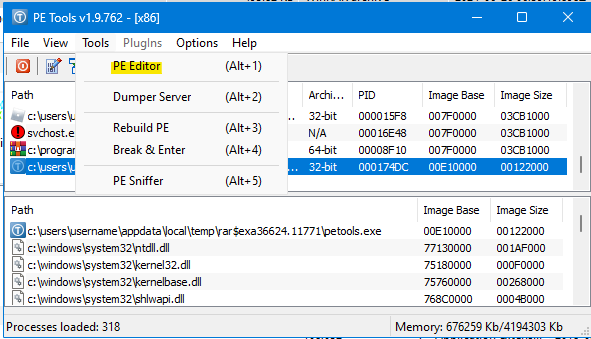 PE Tools v1.9.762 - [x86]
File View Tools PlugIns Options Help
PE Editor (Alt+1)
Dumper Server (Alt+2)
Rebuild PE (Alt+3)
Break & Enter (Alt+4)
PE Sniffer (Alt+5)
Path Archi... PID Image Base Image Size
c:\users\u 32-bit 000015F8 007F0000 03CB1000
svchost.e N/A 00016E48 007F0000 03CB1000
c:\program 64-bit 00008F10 007F0000 03CB1000
c:\users\u 32-bit 000174DC 00E10000 00122000
Path Image Base Image Size
c:\users\username\appdata\local\temp\rar$exa36624.11771\petools.exe 00E10000 00122000
c:\windows\system32\ntdll.dll 77130000 001AF000
c:\windows\system32\kernel32.dll 75180000 000F0000
c:\windows\system32\kernelbase.dll 75760000 00268000
c:\windows\system32\shlwapi.dll 768C0000 0004B000
Processes loaded: 318 Memory: 676259 Kb/4194303 Kb